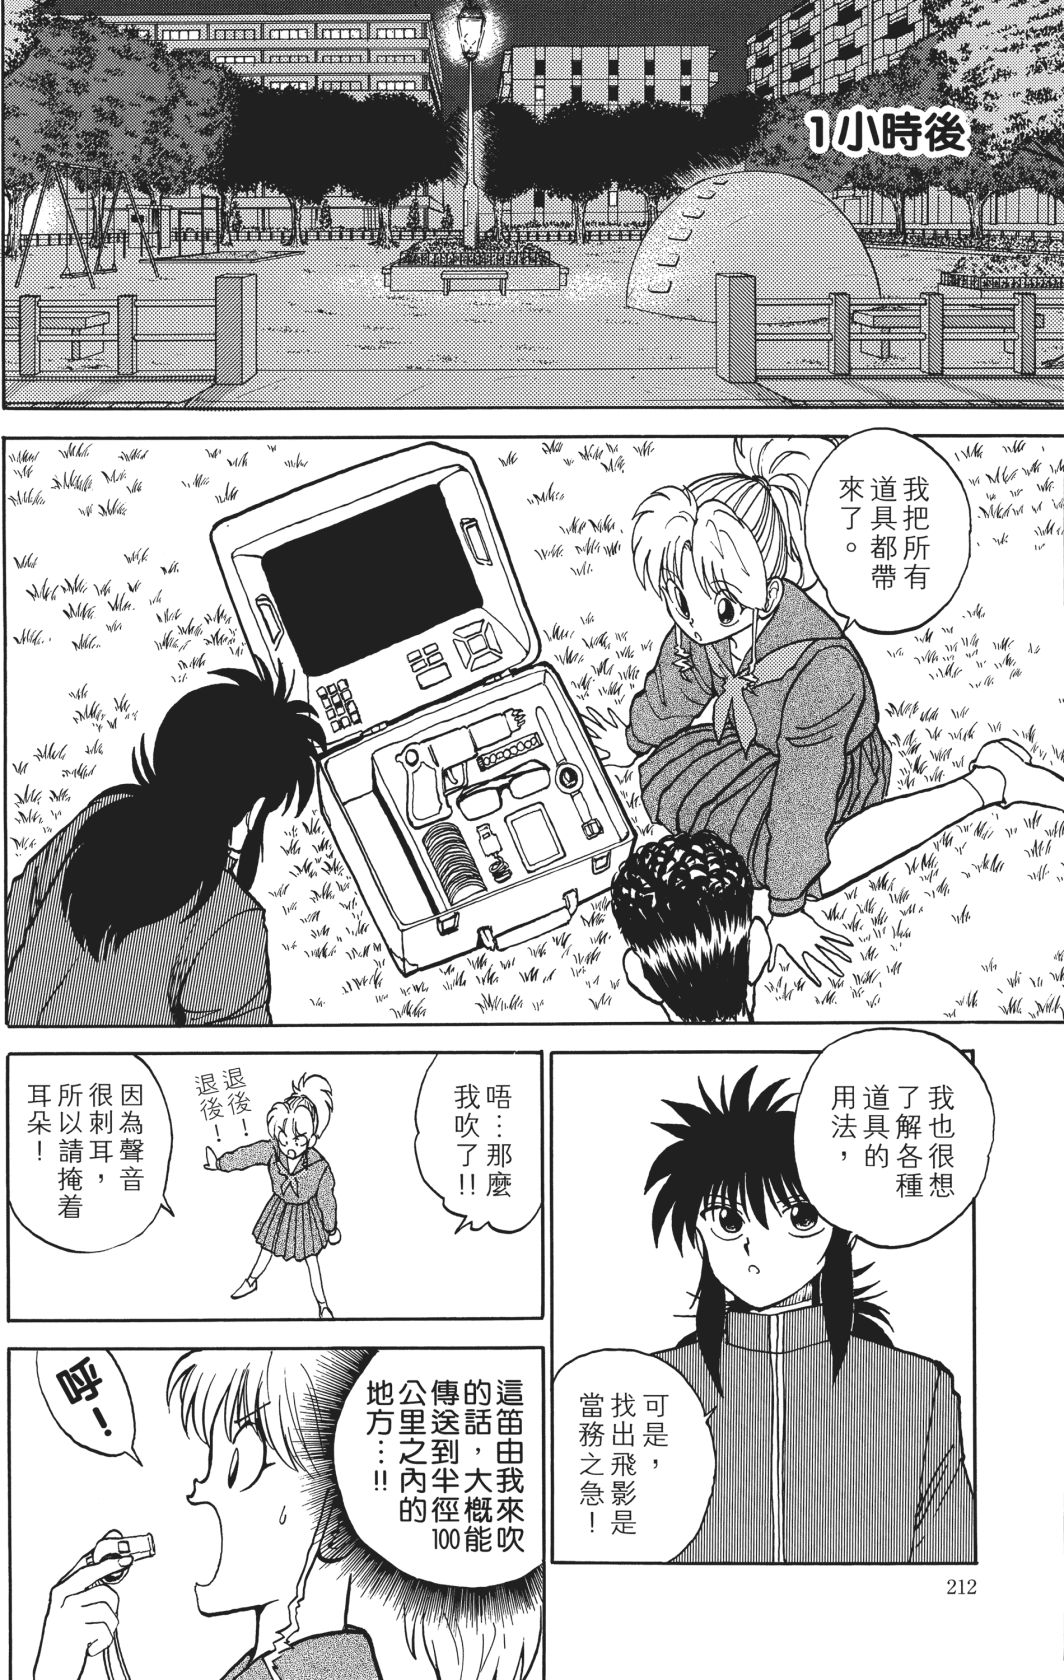 1小時後
我把所有
道具都帶
來了。
我也很想
了解各種
道具的
用法，
可是，
找出飛影是
當務之急！
唔…那麼
我吹了!!
退後！
退後！
因為聲音
很刺耳，
所以請掩着
耳朵！
這笛由我來吹
的話，大概能
傳送到半徑100
公里之內的
地方…!!
呼！
212